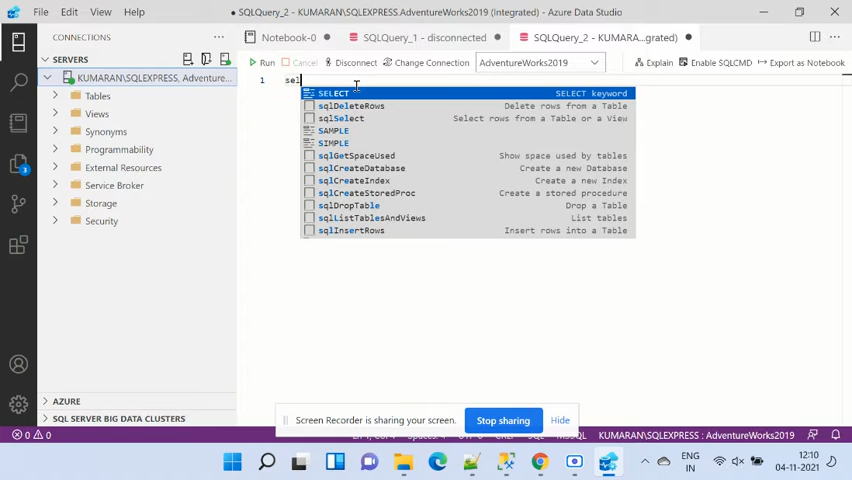 File Edit View Help
● SQLQuery_2 - KUMARAN\SQLEXPRESS.AdventureWorks2019 (Integrated) - Azure Data Studio
CONNECTIONS
SERVERS
KUMARAN\SQLEXPRESS, Adventure...
Tables
Views
Synonyms
Programmability
External Resources
Service Broker
Storage
Security
AZURE
SQL SERVER BIG DATA CLUSTERS
3
Notebook-0 SQLQuery_1 - disconnected SQLQuery_2 - KUMARA...grated)
Run Cancel Disconnect Change Connection AdventureWorks2019 Explain Enable SQLCMD Export as Notebook
1 sel
SELECT SELECT keyword
sqlDeleteRows Delete rows from a Table
sqlSelect Select rows from a Table or a View
SAMPLE
SIMPLE
sqlGetSpaceUsed Show space used by tables
sqlCreateDatabase Create a new Database
sqlCreateIndex Create a new Index
sqlCreateStoredProc Create a stored procedure
sqlDropTable Drop a Table
sqlListTablesAndViews List tables
sqlInsertRows Insert rows into a Table
Screen Recorder is sharing your screen. Stop sharing Hide
0 0 MSSQL KUMARAN\SQLEXPRESS : AdventureWorks2019
ENG
IN
12:10
04-11-2021